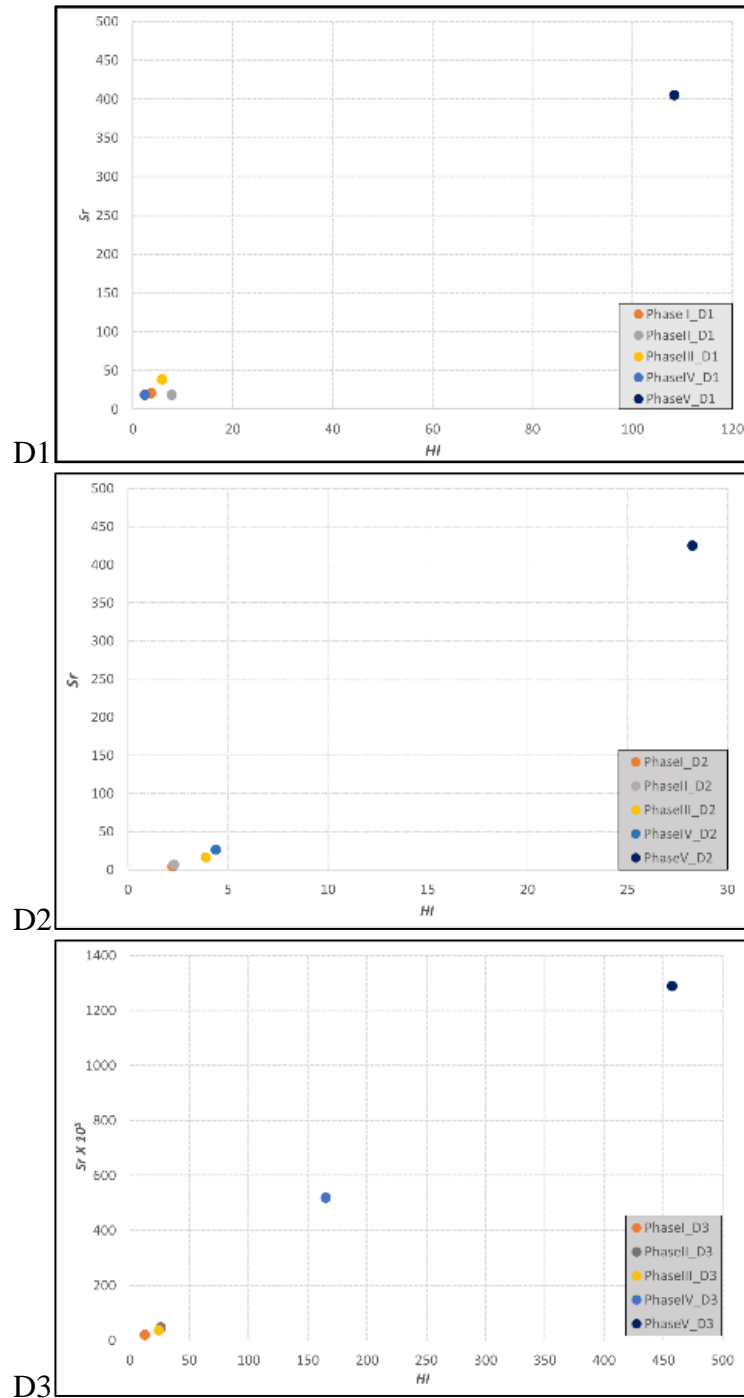 500
450
400
350
300
250
200
150
100
50
0
Sr
0 20 40 60 80 100 120
HI
Phase I_D1
PhaseII_D1
PhaseIII_D1
PhaseIV_D1
PhaseV_D1
D1
500
450
400
350
300
250
200
150
100
50
0
Sr
0 5 10 15 20 25 30
HI
PhaseI_D2
PhaseII_D2
PhaseIII_D2
PhaseIV_D2
PhaseV_D2
D2
1400
1200
1000
800
600
400
200
0
Sr X 10⁵
0 50 100 150 200 250 300 350 400 450 500
HI
PhaseI_D3
PhaseII_D3
PhaseIII_D3
PhaseIV_D3
PhaseV_D3
D3